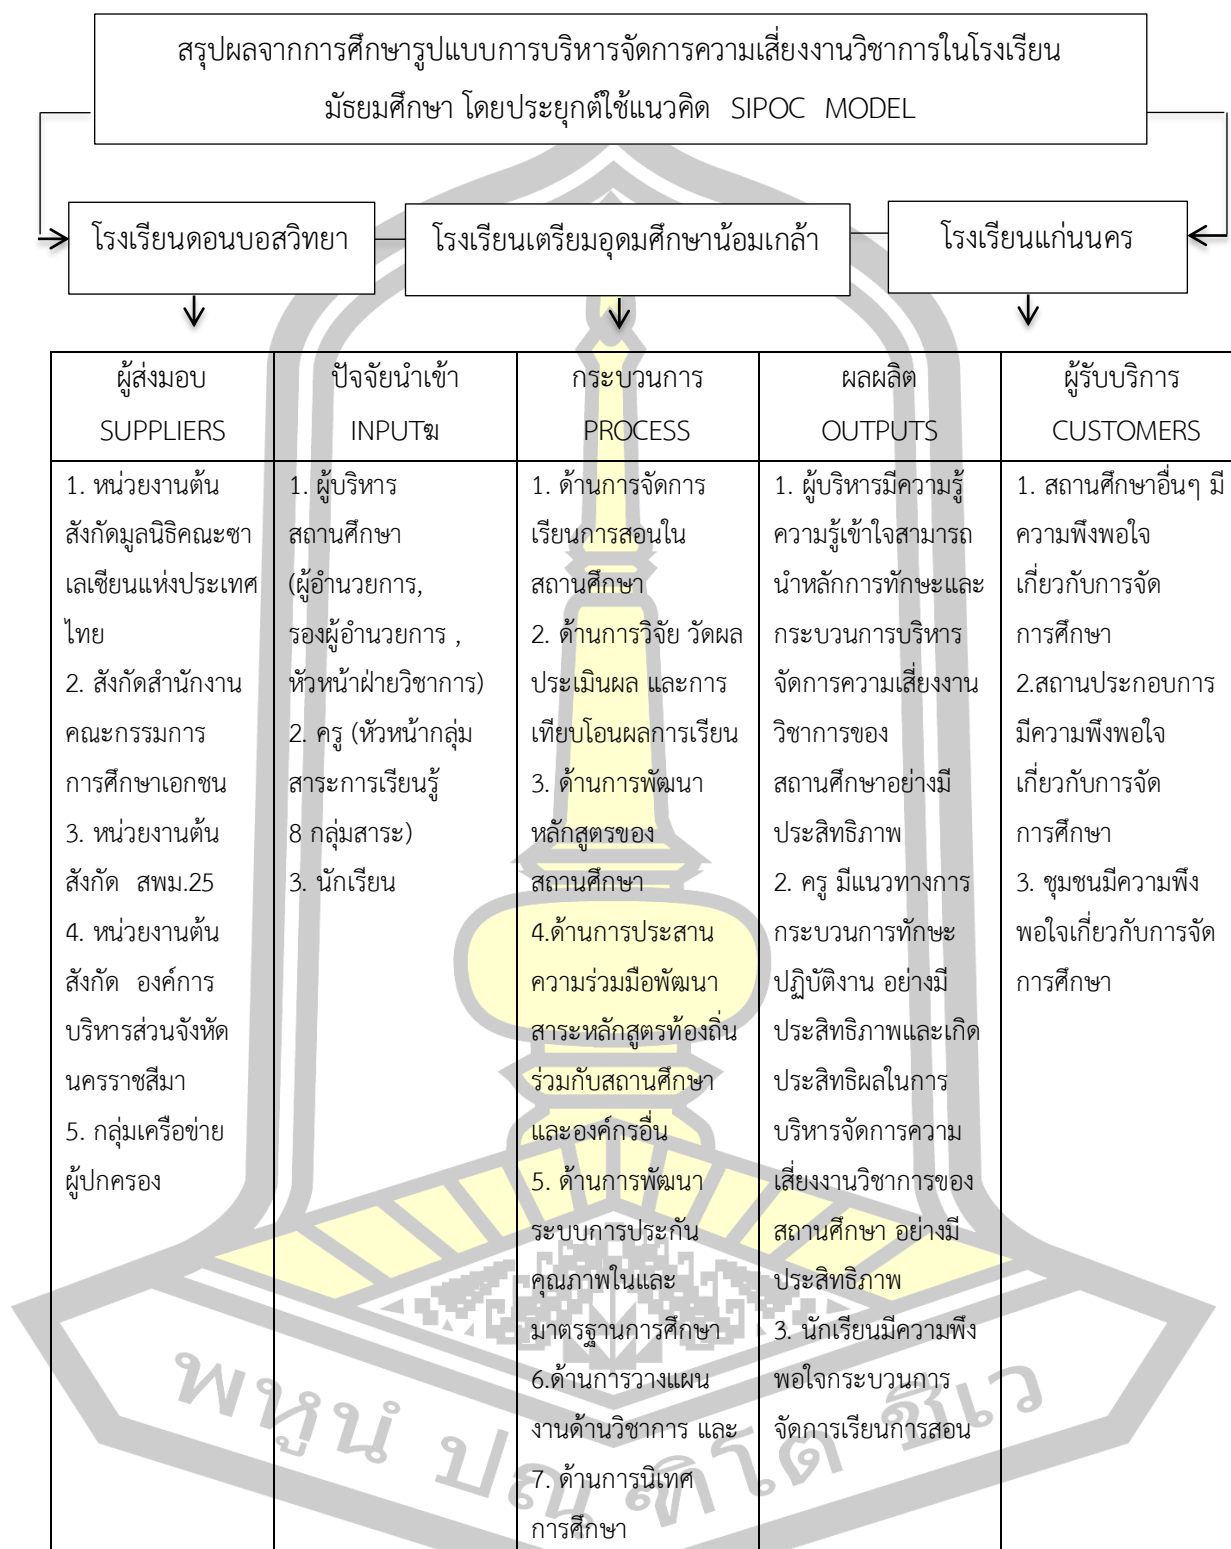 สรุปผลจากการศึกษารูปแบบการบริหารจัดการความเสี่ยงงานวิชาการในโรงเรียน
มัธยมศึกษา โดยประยุกต์ใช้แนวคิด SIPOC MODEL
โรงเรียนดอนบอสวิทยา
โรงเรียนเตรียมอุดมศึกษาน้อมเกล้า
โรงเรียนแก่นนคร
ผู้ส่งมอบ
SUPPLIERS
1. หน่วยงานต้น
สังกัดมูลนิธิคณะซา
เลเซียนแห่งประเทศ
ไทย
2. สังกัดสำนักงาน
คณะกรรมการ
การศึกษาเอกชน
3. หน่วยงานต้น
สังกัด สพม.25
4. หน่วยงานต้น
สังกัด องค์การ
บริหารส่วนจังหัด
นครราชสีมา
5. กลุ่มเครือข่าย
ผู้ปกครอง
ปัจจัยนำเข้า
INPUTฆ
1. ผู้บริหาร
สถานศึกษา
(ผู้อำนวยการ,
รองผู้อำนวยการ ,
หัวหน้าฝ่ายวิชาการ)
2. ครู (หัวหน้ากลุ่ม
สาระการเรียนรู้
8 กลุ่มสาระ)
3. นักเรียน
กระบวนการ
PROCESS
1. ด้านการจัดการ
เรียนการสอนใน
สถานศึกษา
2. ด้านการวิจัย วัดผล
ประเมินผล และการ
เทียบโอนผลการเรียน
3. ด้านการพัฒนา
หลักสูตรของ
สถานศึกษา
4.ด้านการประสาน
ความร่วมมือพัฒนา
สาระหลักสูตรท้องถิ่น
ร่วมกับสถานศึกษา
และองค์กรอื่น
5. ด้านการพัฒนา
ระบบการประกัน
คุณภาพในและ
มาตรฐานการศึกษา
6.ด้านการวางแผน
งานด้านวิชาการ และ
7. ด้านการนิเทศ
การศึกษา
ผลผลิต
OUTPUTS
1. ผู้บริหารมีความรู้
ความรู้เข้าใจสามารถ
นำหลักการทักษะและ
กระบวนการบริหาร
จัดการความเสี่ยงงาน
วิชาการของ
สถานศึกษาอย่างมี
ประสิทธิภาพ
2. ครู มีแนวทางการ
กระบวนการทักษะ
ปฏิบัติงาน อย่างมี
ประสิทธิภาพและเกิด
ประสิทธิผลในการ
บริหารจัดการความ
เสี่ยงงานวิชาการของ
สถานศึกษา อย่างมี
ประสิทธิภาพ
3. นักเรียนมีความพึง
พอใจกระบวนการ
จัดการเรียนการสอน
ผู้รับบริการ
CUSTOMERS
1. สถานศึกษาอื่นๆ มี
ความพึงพอใจ
เกี่ยวกับการจัด
การศึกษา
2.สถานประกอบการ
มีความพึงพอใจ
เกี่ยวกับการจัด
การศึกษา
3. ชุมชนมีความพึง
พอใจเกี่ยวกับการจัด
การศึกษา
พหูนํ ปณฺฑิโต ชีเว